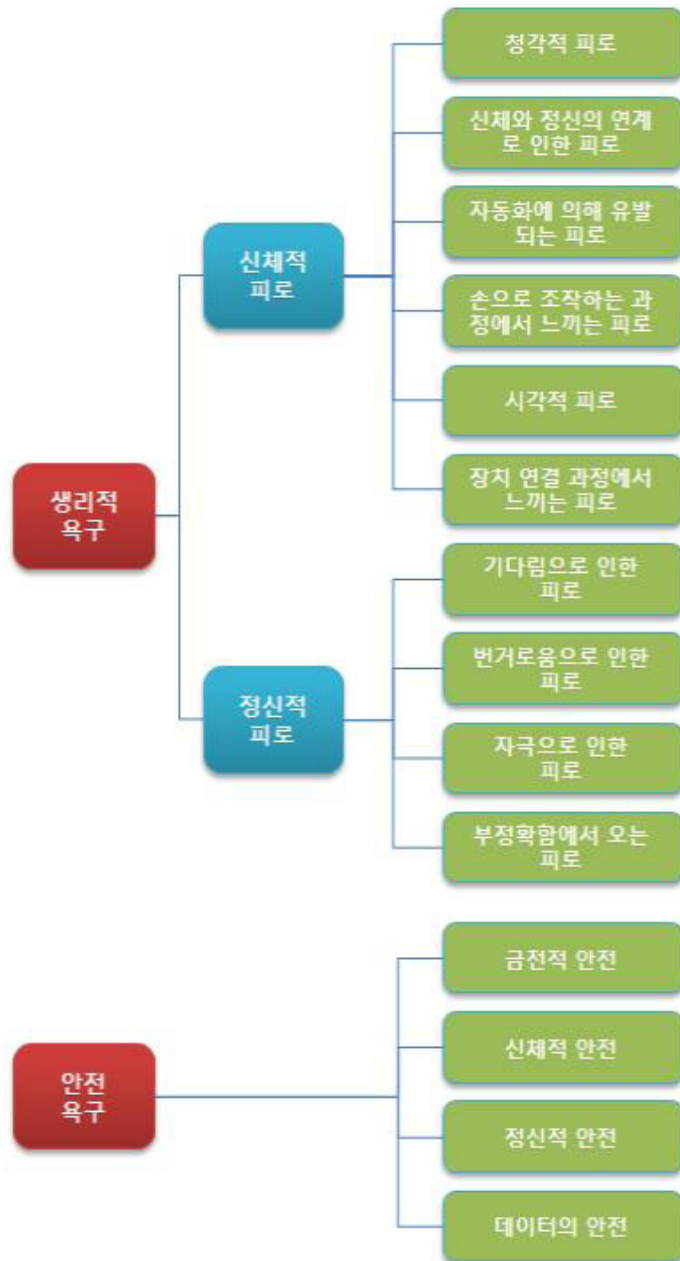 청각적 피로
신체와 정신의 연계
로 인한 피로
자동화에 의해 유발
되는 피로
신체적
피로
손으로 조작하는 과
정에서 느끼는 피로
시각적 피로
장치 연결 과정에서
느끼는 피로
생리적
욕구
기다림으로 인한
피로
번거로움으로 인한
피로
정신적
피로
자극으로 인한
피로
부정확함에서 오는
피로
금전적 안전
신체적 안전
안전
욕구
정신적 안전
데이터의 안전